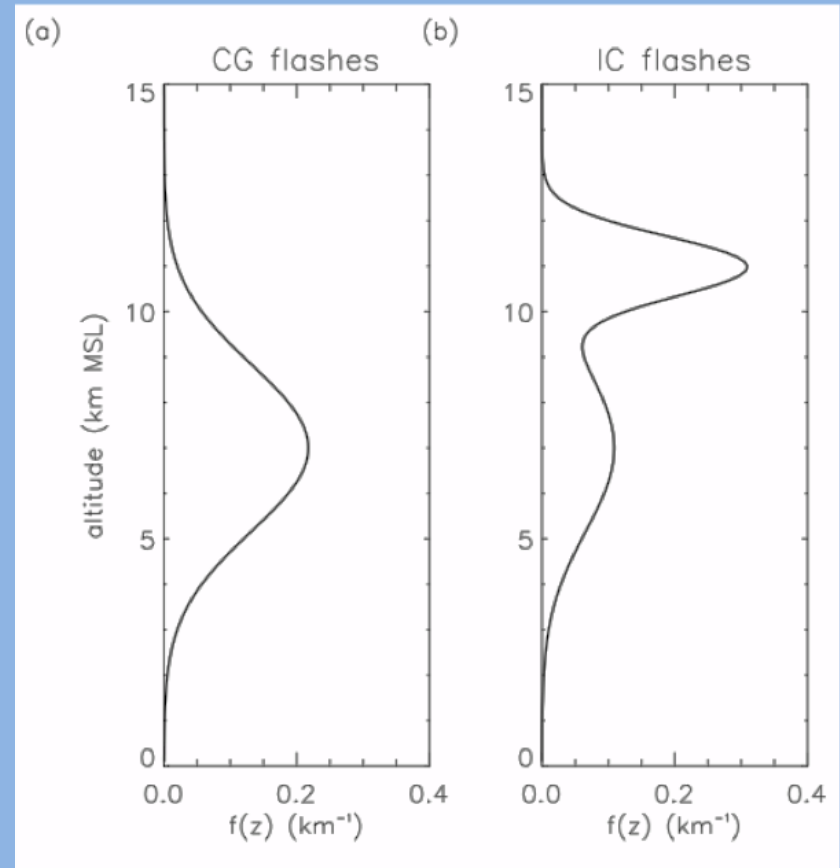 (a)
CG flashes
15
10
5
0
altitude (km MSL)
0.0 0.2 0.4
f(z) (km⁻¹)
(b)
IC flashes
15
10
5
0
0.0 0.2 0.4
f(z) (km⁻¹)